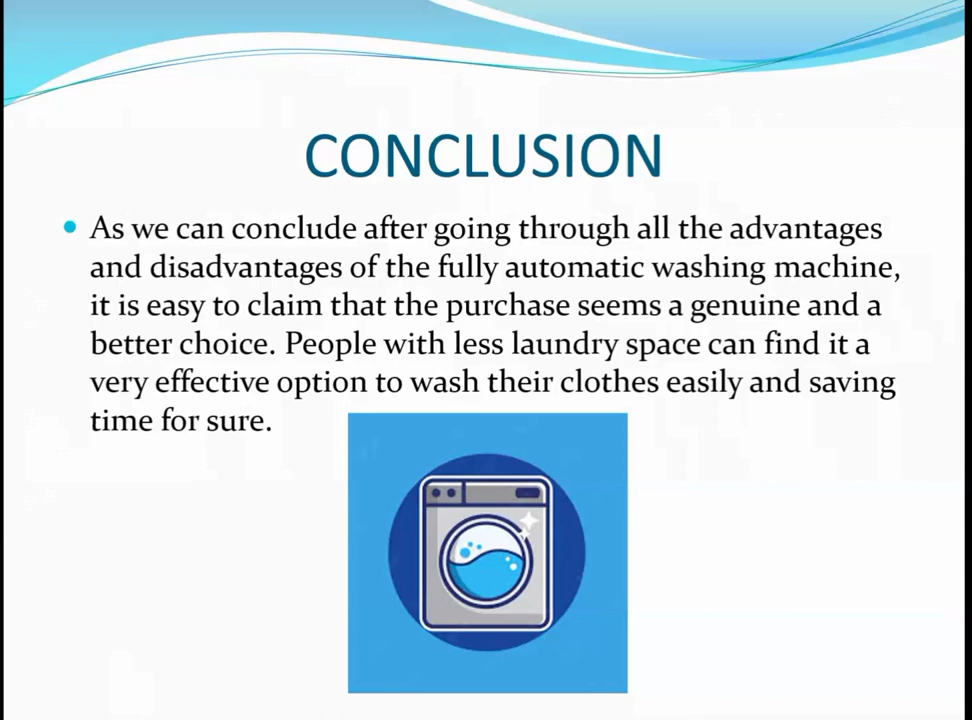 CONCLUSION
As we can conclude after going through all the advantages
and disadvantages of the fully automatic washing machine,
it is easy to claim that the purchase seems a genuine and a
better choice. People with less laundry space can find it a
very effective option to wash their clothes easily and saving
time for sure.